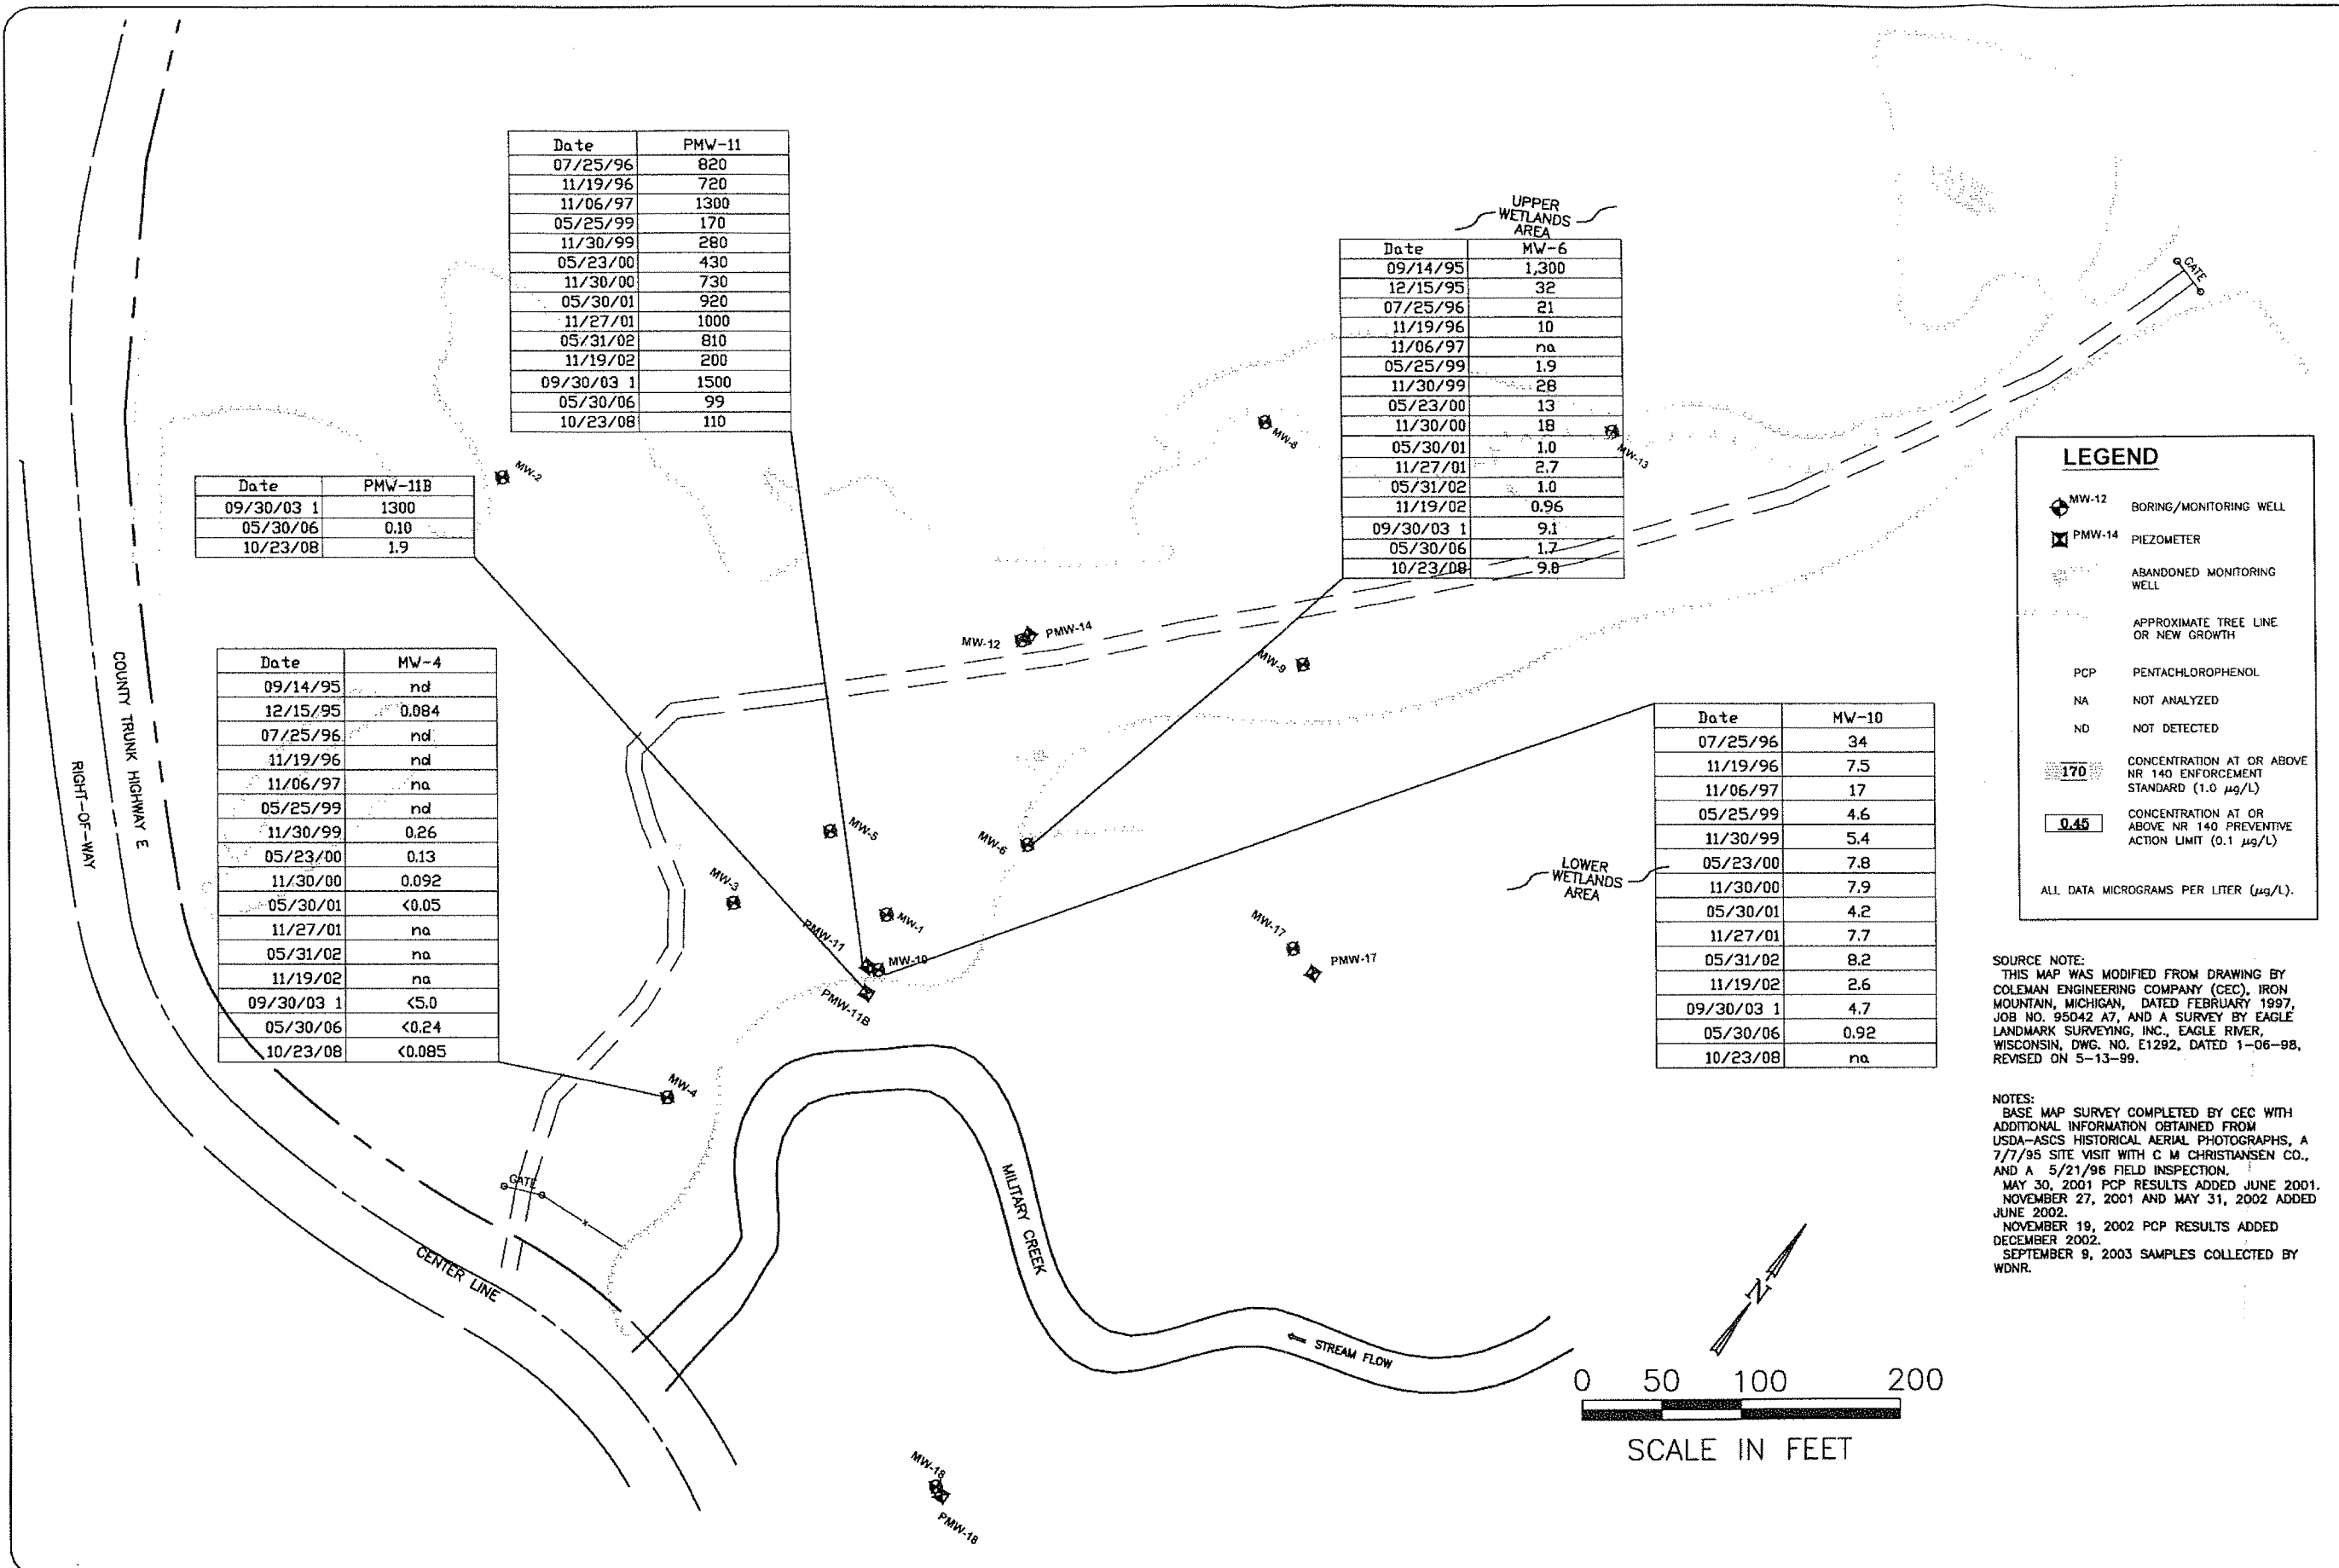 Date PMW-11
07/25/96 820
11/19/96 720
11/06/97 1300
05/25/99 170
11/30/99 280
05/23/00 430
11/30/00 730
05/30/01 920
11/27/01 1000
05/31/02 810
11/19/02 200
09/30/03 1 1500
05/30/06 99
10/23/08 110
UPPER
WETLANDS
AREA
Date MW-6
09/14/95 1,300
12/15/95 32
07/25/96 21
11/19/96 10
11/06/97 na
05/25/99 1.9
11/30/99 28
05/23/00 13
11/30/00 18
05/30/01 1.0
11/27/01 2.7
05/31/02 1.0
11/19/02 0.96
09/30/03 1 9.1
05/30/06 1.7
10/23/08 9.8
GATE
MW-8
MW-13
MW-2
Date PMW-11B
09/30/03 1 1300
05/30/06 0.10
10/23/08 1.9
LEGEND
MW-12 BORING/MONITORING WELL
PMW-14 PIEZOMETER
ABANDONED MONITORING
WELL
APPROXIMATE TREE LINE
OR NEW GROWTH
PCP PENTACHLOROPHENOL
NA NOT ANALYZED
ND NOT DETECTED
170 CONCENTRATION AT OR ABOVE
NR 140 ENFORCEMENT
STANDARD (1.0 µg/L)
0.45 CONCENTRATION AT OR
ABOVE NR 140 PREVENTIVE
ACTION LIMIT (0.1 µg/L)
ALL DATA MICROGRAMS PER LITER (µg/L).
MW-12 PMW-14
MW-9
Date MW-4
09/14/95 nd
12/15/95 0.084
07/25/96 nd
11/19/96 nd
11/06/97 na
05/25/99 nd
11/30/99 0.26
05/23/00 0.13
11/30/00 0.092
05/30/01 <0.05
11/27/01 na
05/31/02 na
11/19/02 na
09/30/03 1 <5.0
05/30/06 <0.24
10/23/08 <0.085
COUNTY TRUNK HIGHWAY E
RIGHT-OF-WAY
Date MW-10
07/25/96 34
11/19/96 7.5
11/06/97 17
05/25/99 4.6
11/30/99 5.4
05/23/00 7.8
11/30/00 7.9
05/30/01 4.2
11/27/01 7.7
05/31/02 8.2
11/19/02 2.6
09/30/03 1 4.7
05/30/06 0.92
10/23/08 na
MW-5
MW-6
MW-3
MW-1
PMW-11
MW-10
PMW-11B
LOWER
WETLANDS
AREA
MW-17
PMW-17
MW-4
GATE
CENTER LINE
MILITARY CREEK
STREAM FLOW
SOURCE NOTE:
THIS MAP WAS MODIFIED FROM DRAWING BY
COLEMAN ENGINEERING COMPANY (CEC), IRON
MOUNTAIN, MICHIGAN, DATED FEBRUARY 1997,
JOB NO. 95042 A7, AND A SURVEY BY EAGLE
LANDMARK SURVEYING, INC., EAGLE RIVER,
WISCONSIN, DWG. NO. E1292, DATED 1-06-98,
REVISED ON 5-13-99.
NOTES:
BASE MAP SURVEY COMPLETED BY CEC WITH
ADDITIONAL INFORMATION OBTAINED FROM
USDA-ASCS HISTORICAL AERIAL PHOTOGRAPHS, A
7/7/95 SITE VISIT WITH C M CHRISTIANSEN CO.,
AND A 5/21/96 FIELD INSPECTION.
MAY 30, 2001 PCP RESULTS ADDED JUNE 2001.
NOVEMBER 27, 2001 AND MAY 31, 2002 ADDED
JUNE 2002.
NOVEMBER 19, 2002 PCP RESULTS ADDED
DECEMBER 2002.
SEPTEMBER 9, 2003 SAMPLES COLLECTED BY
WDNR.
N
0 50 100 200
SCALE IN FEET
MW-18
PMW-18